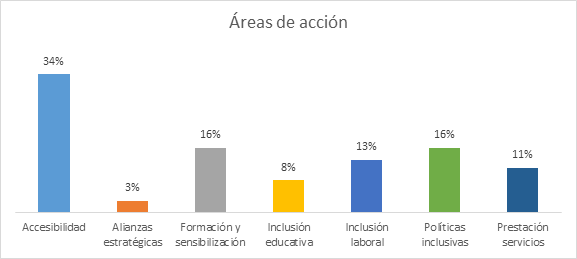 Áreas de acción
34%
3%
16%
8%
13%
16%
11%
Accesibilidad
Alianzas
estratégicas
Formación y
sensibilización
Inclusión
educativa
Inclusión
laboral
Políticas
inclusivas
Prestación
servicios